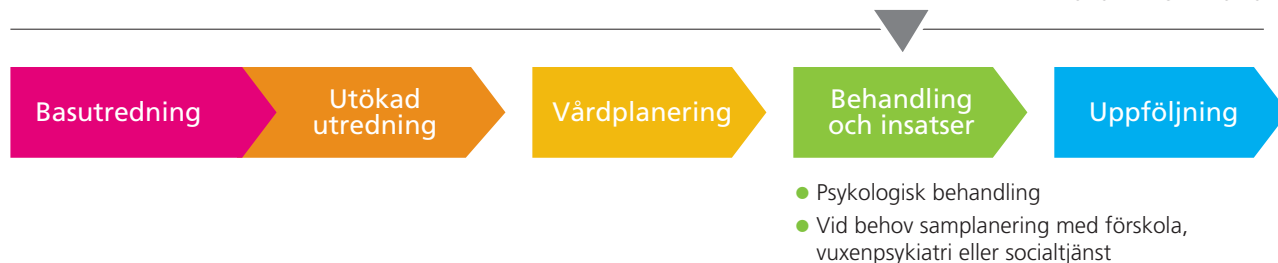 Basutredning
Utökad
utredning
Vårdplanering
Behandling
och insatser
Uppföljning
● Psykologisk behandling
● Vid behov samplanering med förskola,
vuxenpsykiatri eller socialtjänst